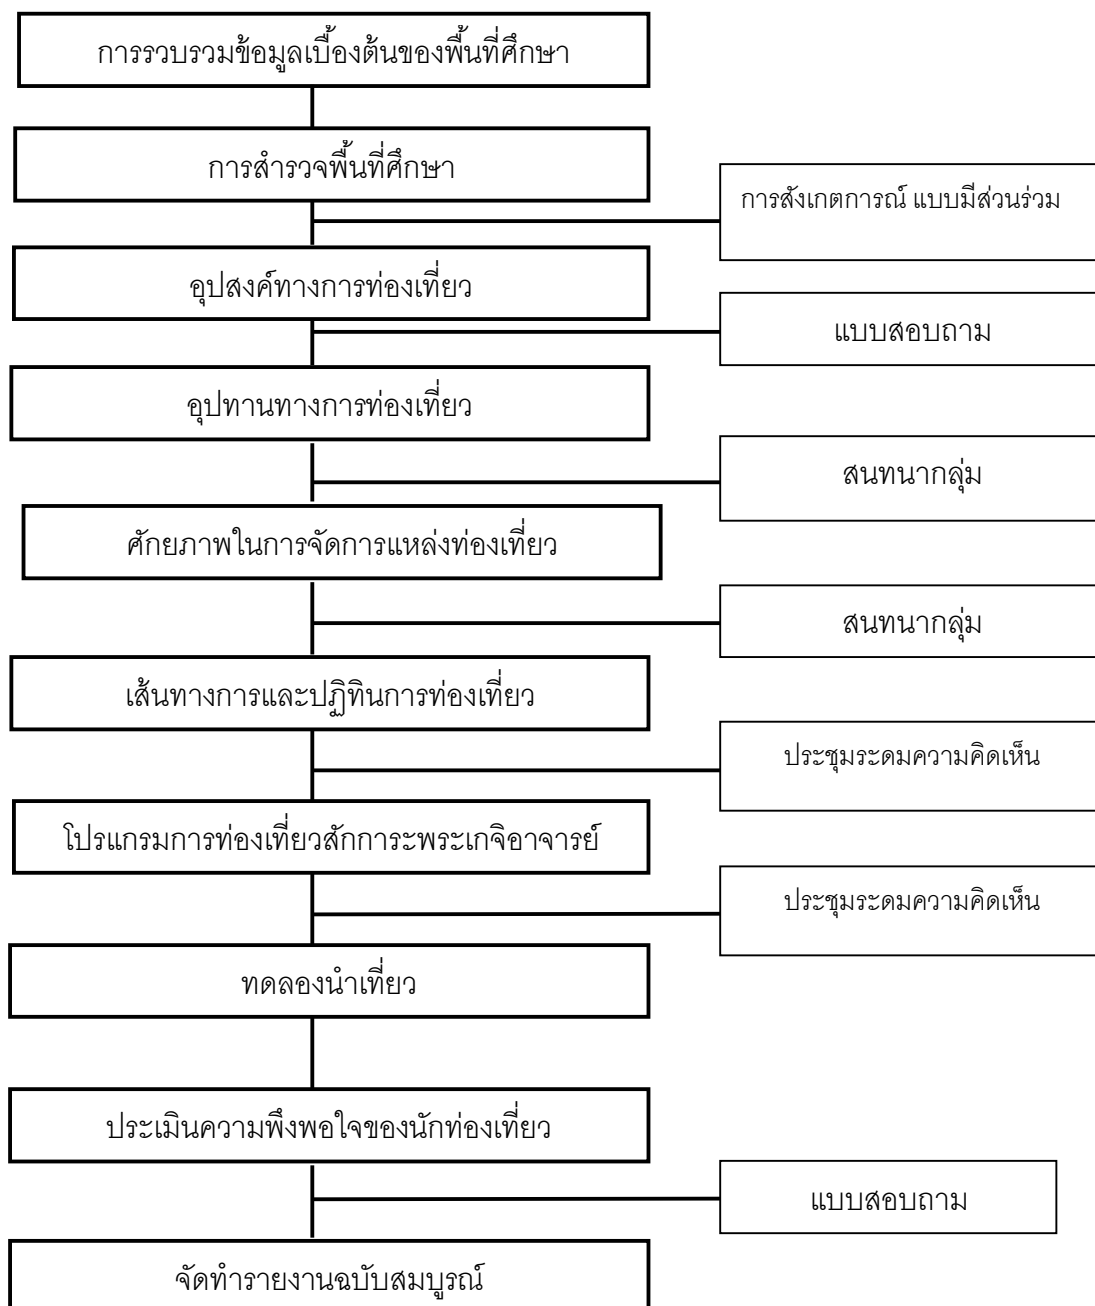 การรวบรวมข้อมูลเบื้องต้นของพื้นที่ศึกษา
การสำรวจพื้นที่ศึกษา
การสังเกตการณ์ แบบมีส่วนร่วม
อุปสงค์ทางการท่องเที่ยว
แบบสอบถาม
อุปทานทางการท่องเที่ยว
สนทนากลุ่ม
ศักยภาพในการจัดการแหล่งท่องเที่ยว
สนทนากลุ่ม
เส้นทางการและปฏิทินการท่องเที่ยว
ประชุมระดมความคิดเห็น
โปรแกรมการท่องเที่ยวสักการะพระเกจิอาจารย์
ประชุมระดมความคิดเห็น
ทดลองนำเที่ยว
ประเมินความพึงพอใจของนักท่องเที่ยว
แบบสอบถาม
จัดทำรายงานฉบับสมบูรณ์